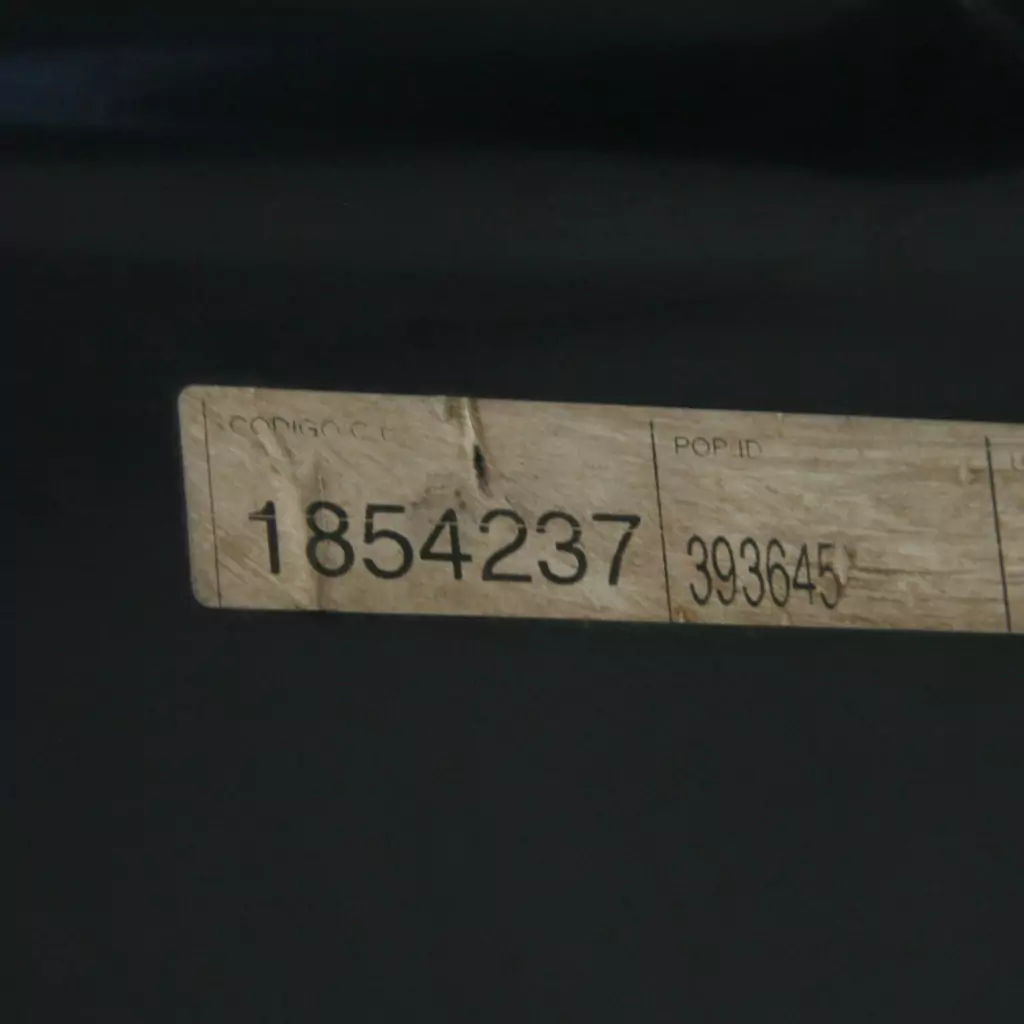 CODIGO C.I.
POP ID
1854237
393645